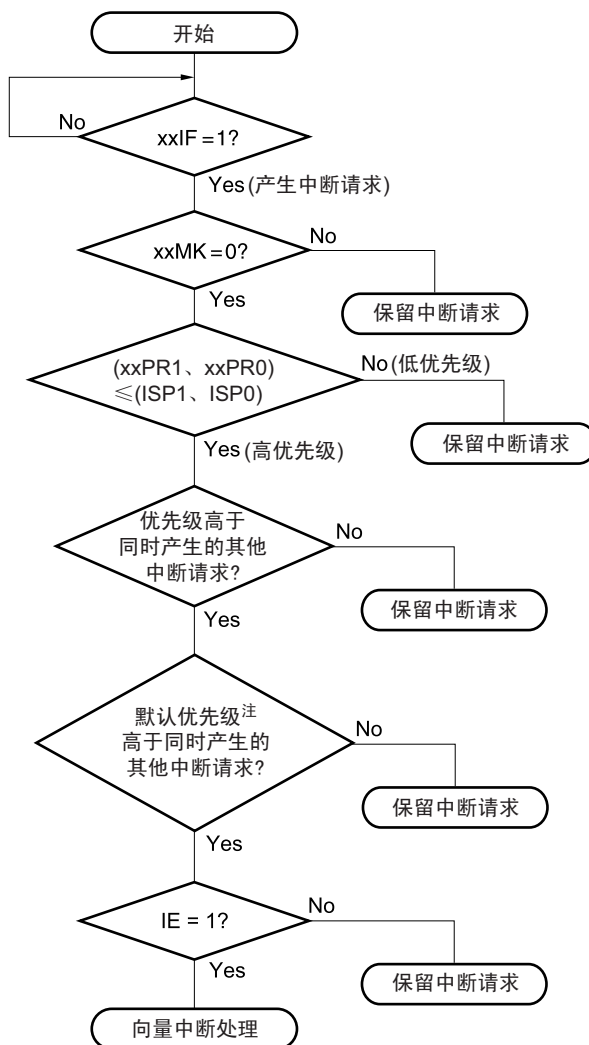 开始
No
xxIF=1?
Yes(产生中断请求)
xxMK=0?
No
Yes
保留中断请求
(xxPR1、xxPR0)
≤(ISP1、ISP0)
No(低优先级)
保留中断请求
Yes(高优先级)
优先级高于
同时产生的其他
中断请求?
No
保留中断请求
Yes
默认优先级注
高于同时产生的
其他中断请求?
No
保留中断请求
Yes
IE = 1?
No
保留中断请求
Yes
向量中断处理